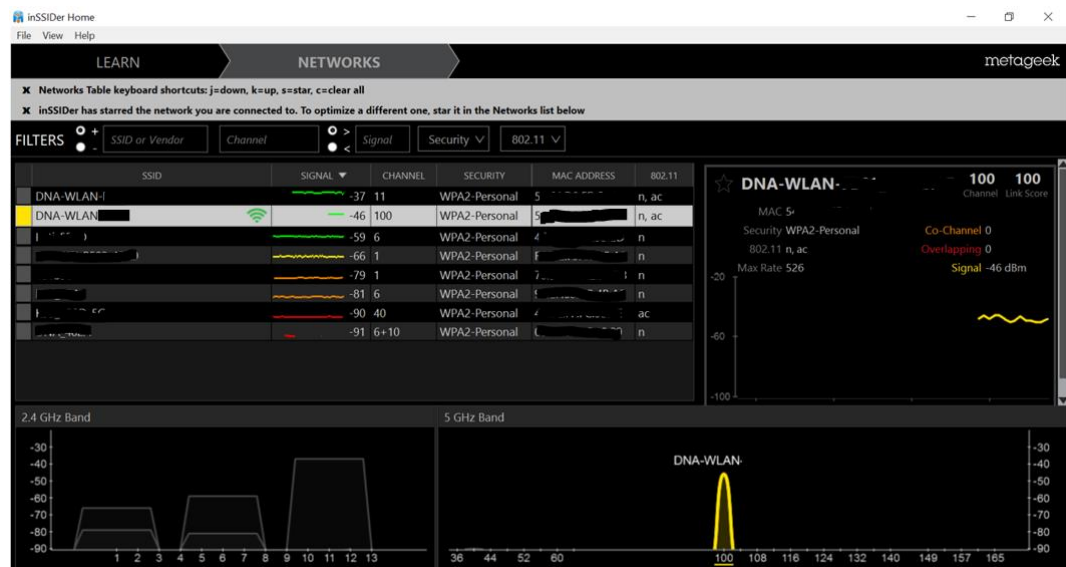 inSSIDer Home
File View Help
LEARN NETWORKS metageek
x Networks Table keyboard shortcuts: j=down, k=up, s=star, c=clear all
x inSSIDer has starred the network you are connected to. To optimize a different one, star it in the Networks list below
FILTERS + - SSID or Vendor Channel > < Signal Security 802.11
SSID SIGNAL CHANNEL SECURITY MAC ADDRESS 802.11
DNA-WLAN- -37 11 WPA2-Personal 5 n, ac
DNA-WLAN -46 100 WPA2-Personal 5 n, ac
-59 6 WPA2-Personal 4 n
-66 1 WPA2-Personal n
-79 1 WPA2-Personal 7 n
-81 6 WPA2-Personal n
-90 40 WPA2-Personal 4 ac
-91 6+10 WPA2-Personal n
DNA-WLAN- 100 100
Channel Link Score
MAC 5
Security WPA2-Personal Co-Channel 0
802.11 n, ac Overlapping 0
Max Rate 526 Signal -46 dBm
-20
-60
-100
2.4 GHz Band
-30
-40
-50
-60
-70
-80
-90
1 2 3 4 5 6 7 8 9 10 11 12 13
5 GHz Band
DNA-WLAN-
-30
-40
-50
-60
-70
-80
-90
36 44 52 60 100 108 116 124 132 140 149 157 165